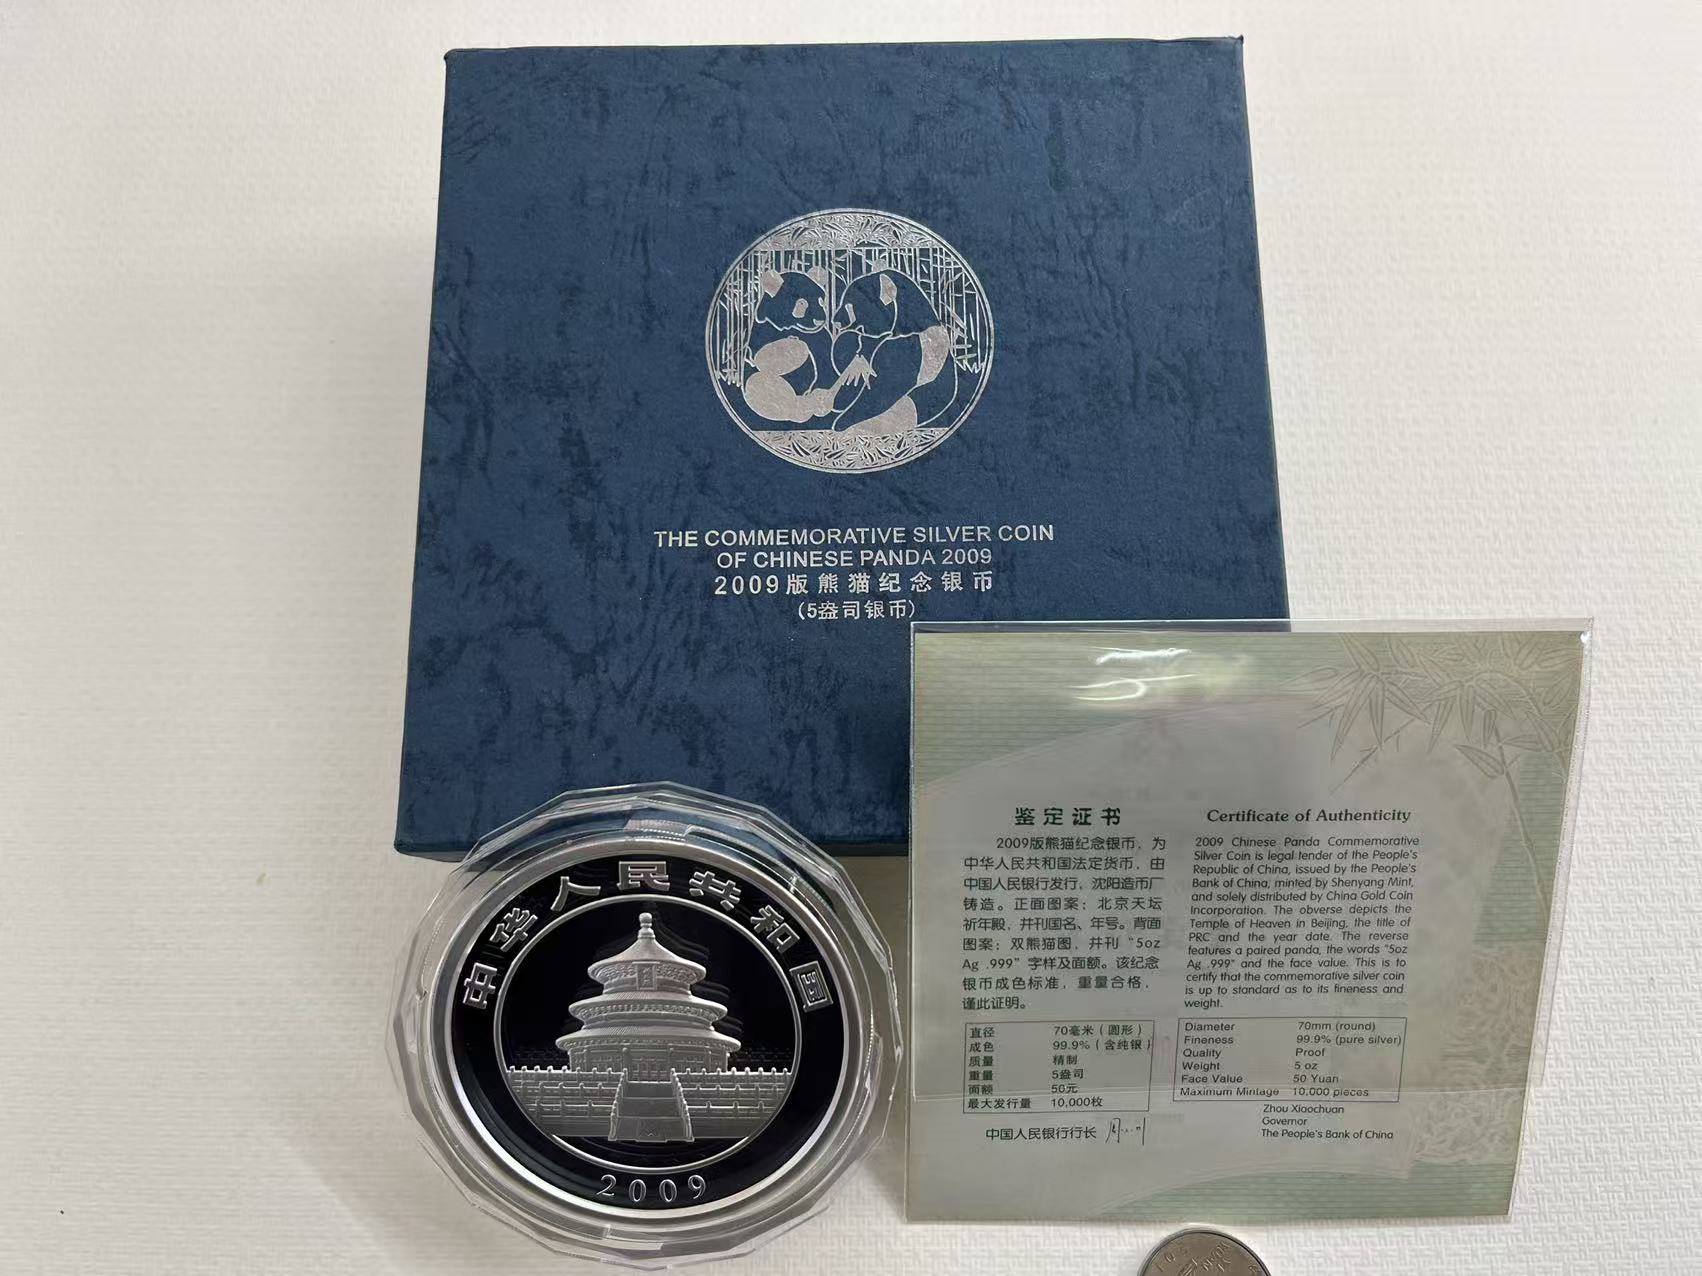 THE COMMEMORATIVE SILVER COIN
OF CHINESE PANDA 2009
2009版熊猫纪念银币
(5盎司银币)
中华人民共和国
2009
鉴定证书
2009版熊猫纪念银币，为
中华人民共和国法定货币，由
中国人民银行发行，沈阳造币厂
铸造。正面图案：北京天坛
祈年殿，并刊国名、年号。背面
图案：双熊猫图，并刊“5oz
Ag .999”字样及面额。该纪念
银币成色标准，重量合格，
谨此证明。
直径 70毫米（圆形）
成色 99.9%（含纯银）
质量 精制
重量 5盎司
面额 50元
最大发行量 10,000枚
中国人民银行行长
Certificate of Authenticity
2009 Chinese Panda Commemorative
Silver Coin is legal tender of the People's
Republic of China, issued by the People's
Bank of China, minted by Shenyang Mint,
and solely distributed by China Gold Coin
Incorporation. The obverse depicts the
Temple of Heaven in Beijing, the title of
PRC and the year date. The reverse
features a paired panda, the words "5oz
Ag .999" and the face value. This is to
certify that the commemorative silver coin
is up to standard as to its fineness and
weight.
Diameter 70mm (round)
Fineness 99.9% (pure silver)
Quality Proof
Weight 5 oz
Face Value 50 Yuan
Maximum Mintage 10,000 pieces
Zhou Xiaochuan
Governor
The People's Bank of China